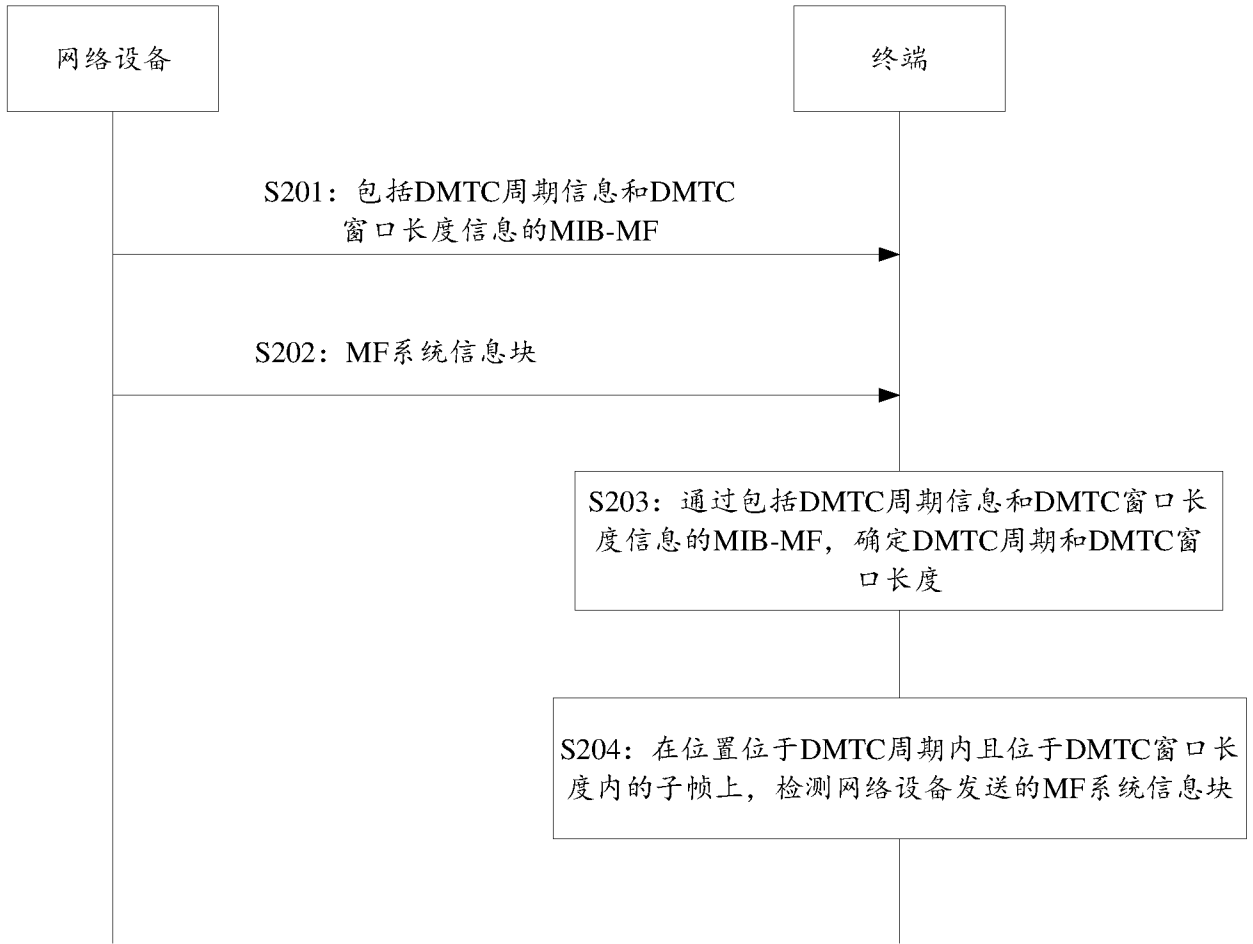 网络设备
终端
S201：包括DMTC周期信息和DMTC
窗口长度信息的MIB-MF
S202：MF系统信息块
S203：通过包括DMTC周期信息和DMTC窗口长
度信息的MIB-MF，确定DMTC周期和DMTC窗
口长度
S204：在位置位于DMTC周期内且位于DMTC窗口长
度内的子帧上，检测网络设备发送的MF系统信息块